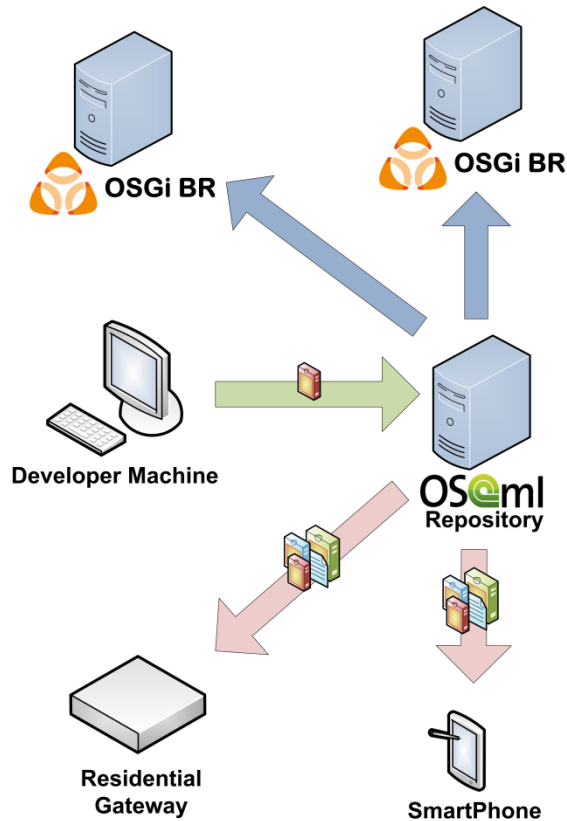 OSGi BR
OSGi BR
Developer Machine
OS@ml
Repository
Residential
Gateway
SmartPhone